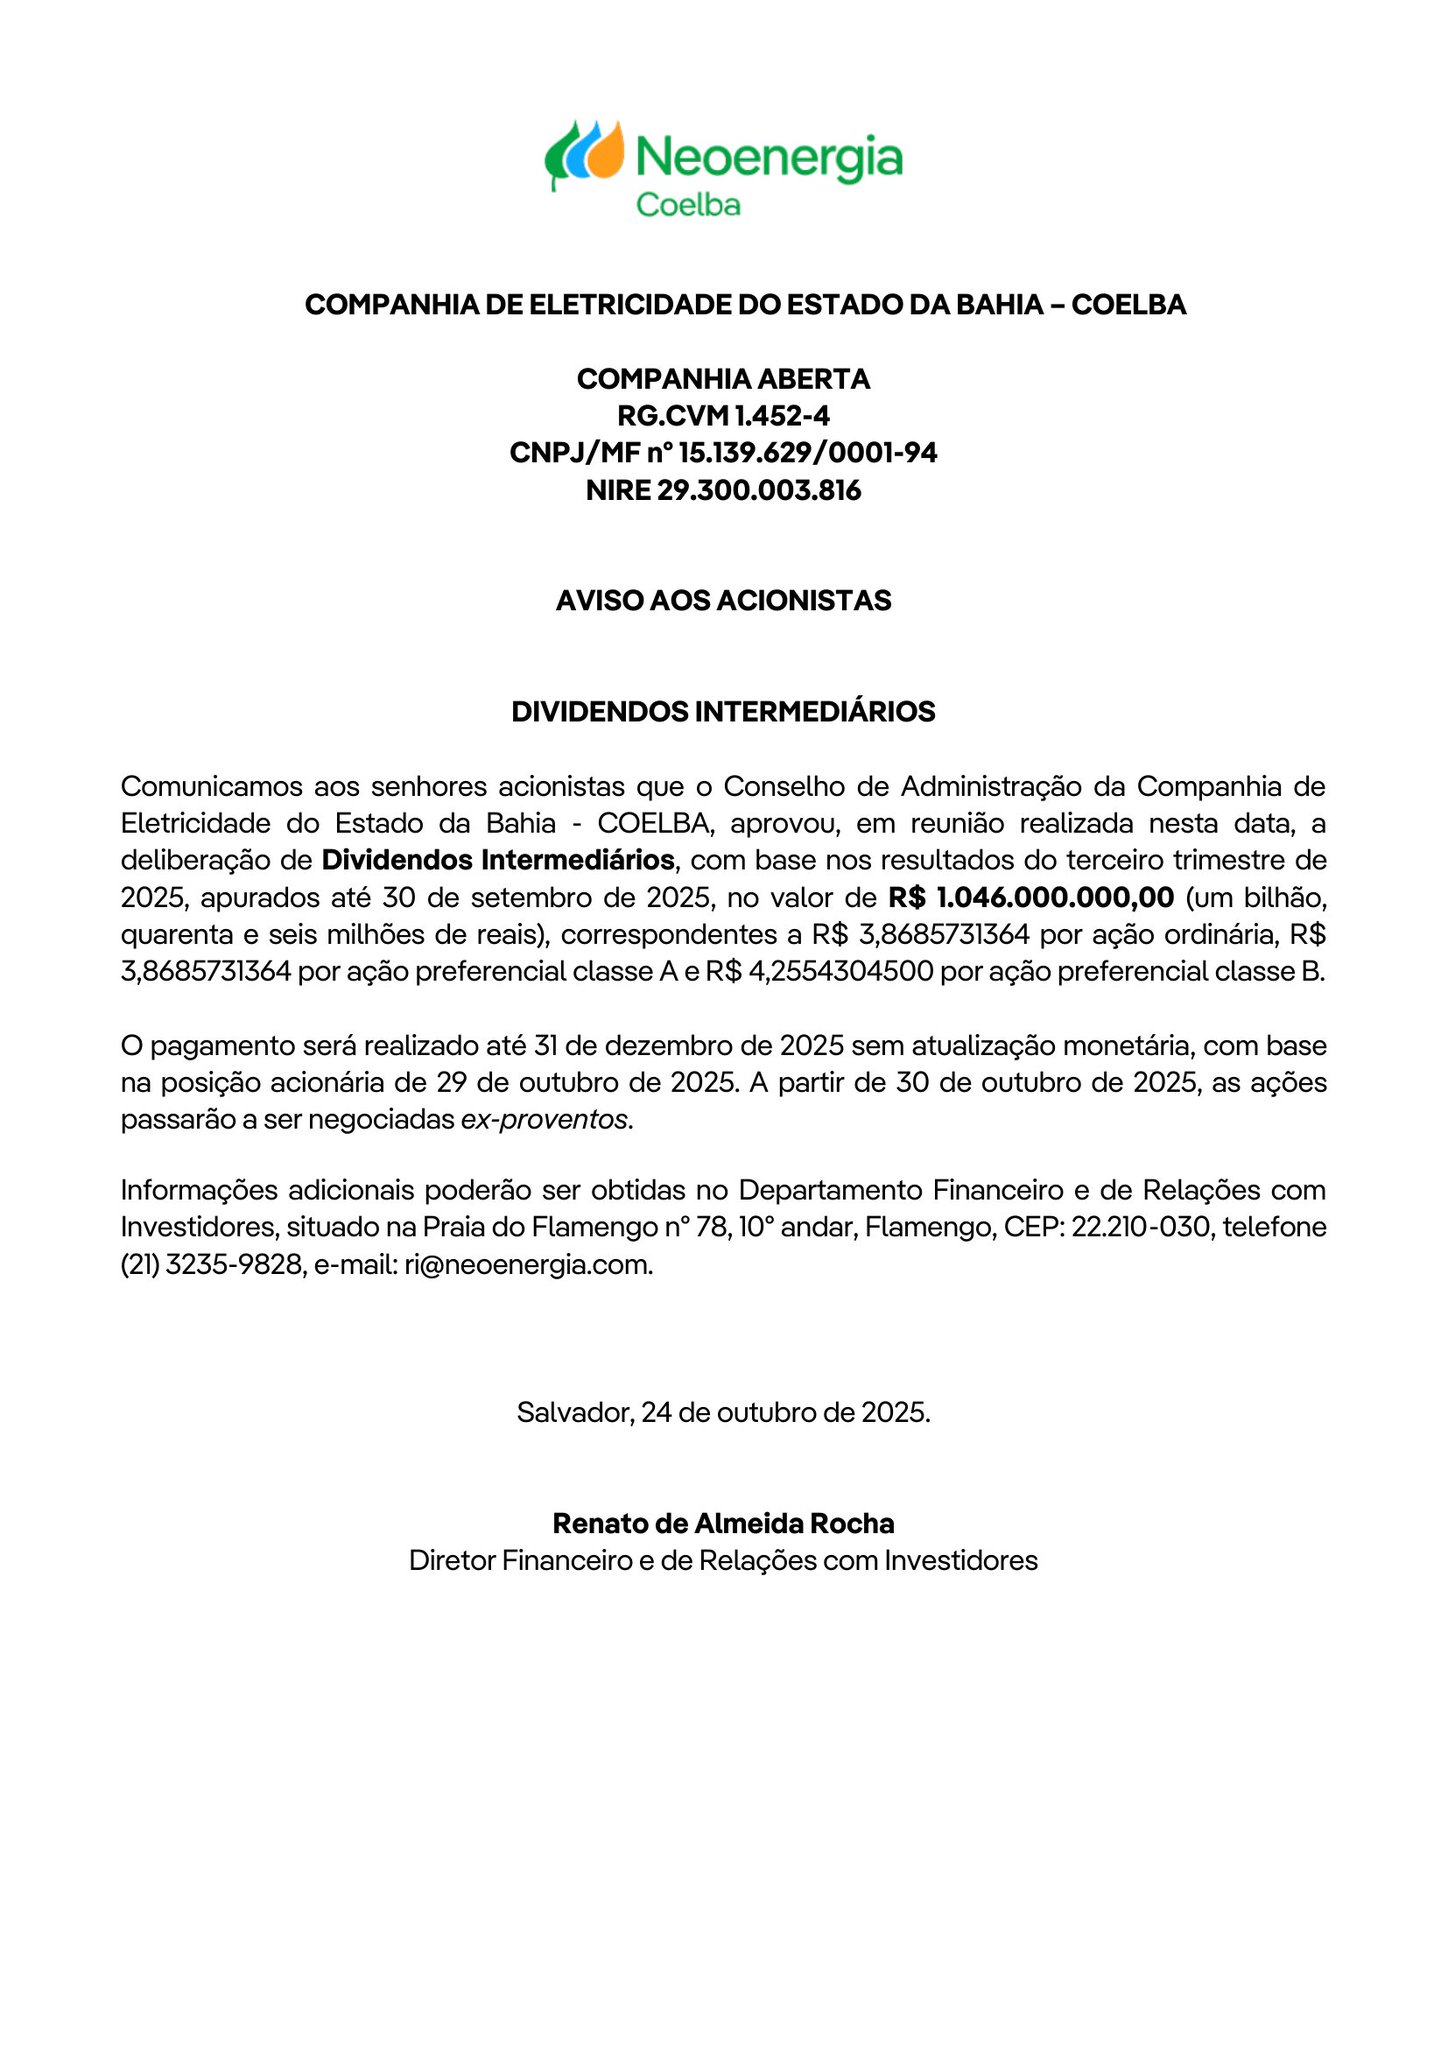 Neoenergia
Coelba
COMPANHIA DE ELETRICIDADE DO ESTADO DA BAHIA – COELBA
COMPANHIA ABERTA
RG.CVM 1.452-4
CNPJ/MF nº 15.139.629/0001-94
NIRE 29.300.003.816
AVISO AOS ACIONISTAS
DIVIDENDOS INTERMEDIÁRIOS
Comunicamos aos senhores acionistas que o Conselho de Administração da Companhia de
Eletricidade do Estado da Bahia - COELBA, aprovou, em reunião realizada nesta data, a
deliberação de Dividendos Intermediários, com base nos resultados do terceiro trimestre de
2025, apurados até 30 de setembro de 2025, no valor de R$ 1.046.000.000,00 (um bilhão,
quarenta e seis milhões de reais), correspondentes a R$ 3,8685731364 por ação ordinária, R$
3,8685731364 por ação preferencial classe A e R$ 4,2554304500 por ação preferencial classe B.
O pagamento será realizado até 31 de dezembro de 2025 sem atualização monetária, com base
na posição acionária de 29 de outubro de 2025. A partir de 30 de outubro de 2025, as ações
passarão a ser negociadas ex-proventos.
Informações adicionais poderão ser obtidas no Departamento Financeiro e de Relações com
Investidores, situado na Praia do Flamengo n° 78, 10° andar, Flamengo, CEP: 22.210-030, telefone
(21) 3235-9828, e-mail: ri@neoenergia.com.
Salvador, 24 de outubro de 2025.
Renato de Almeida Rocha
Diretor Financeiro e de Relações com Investidores